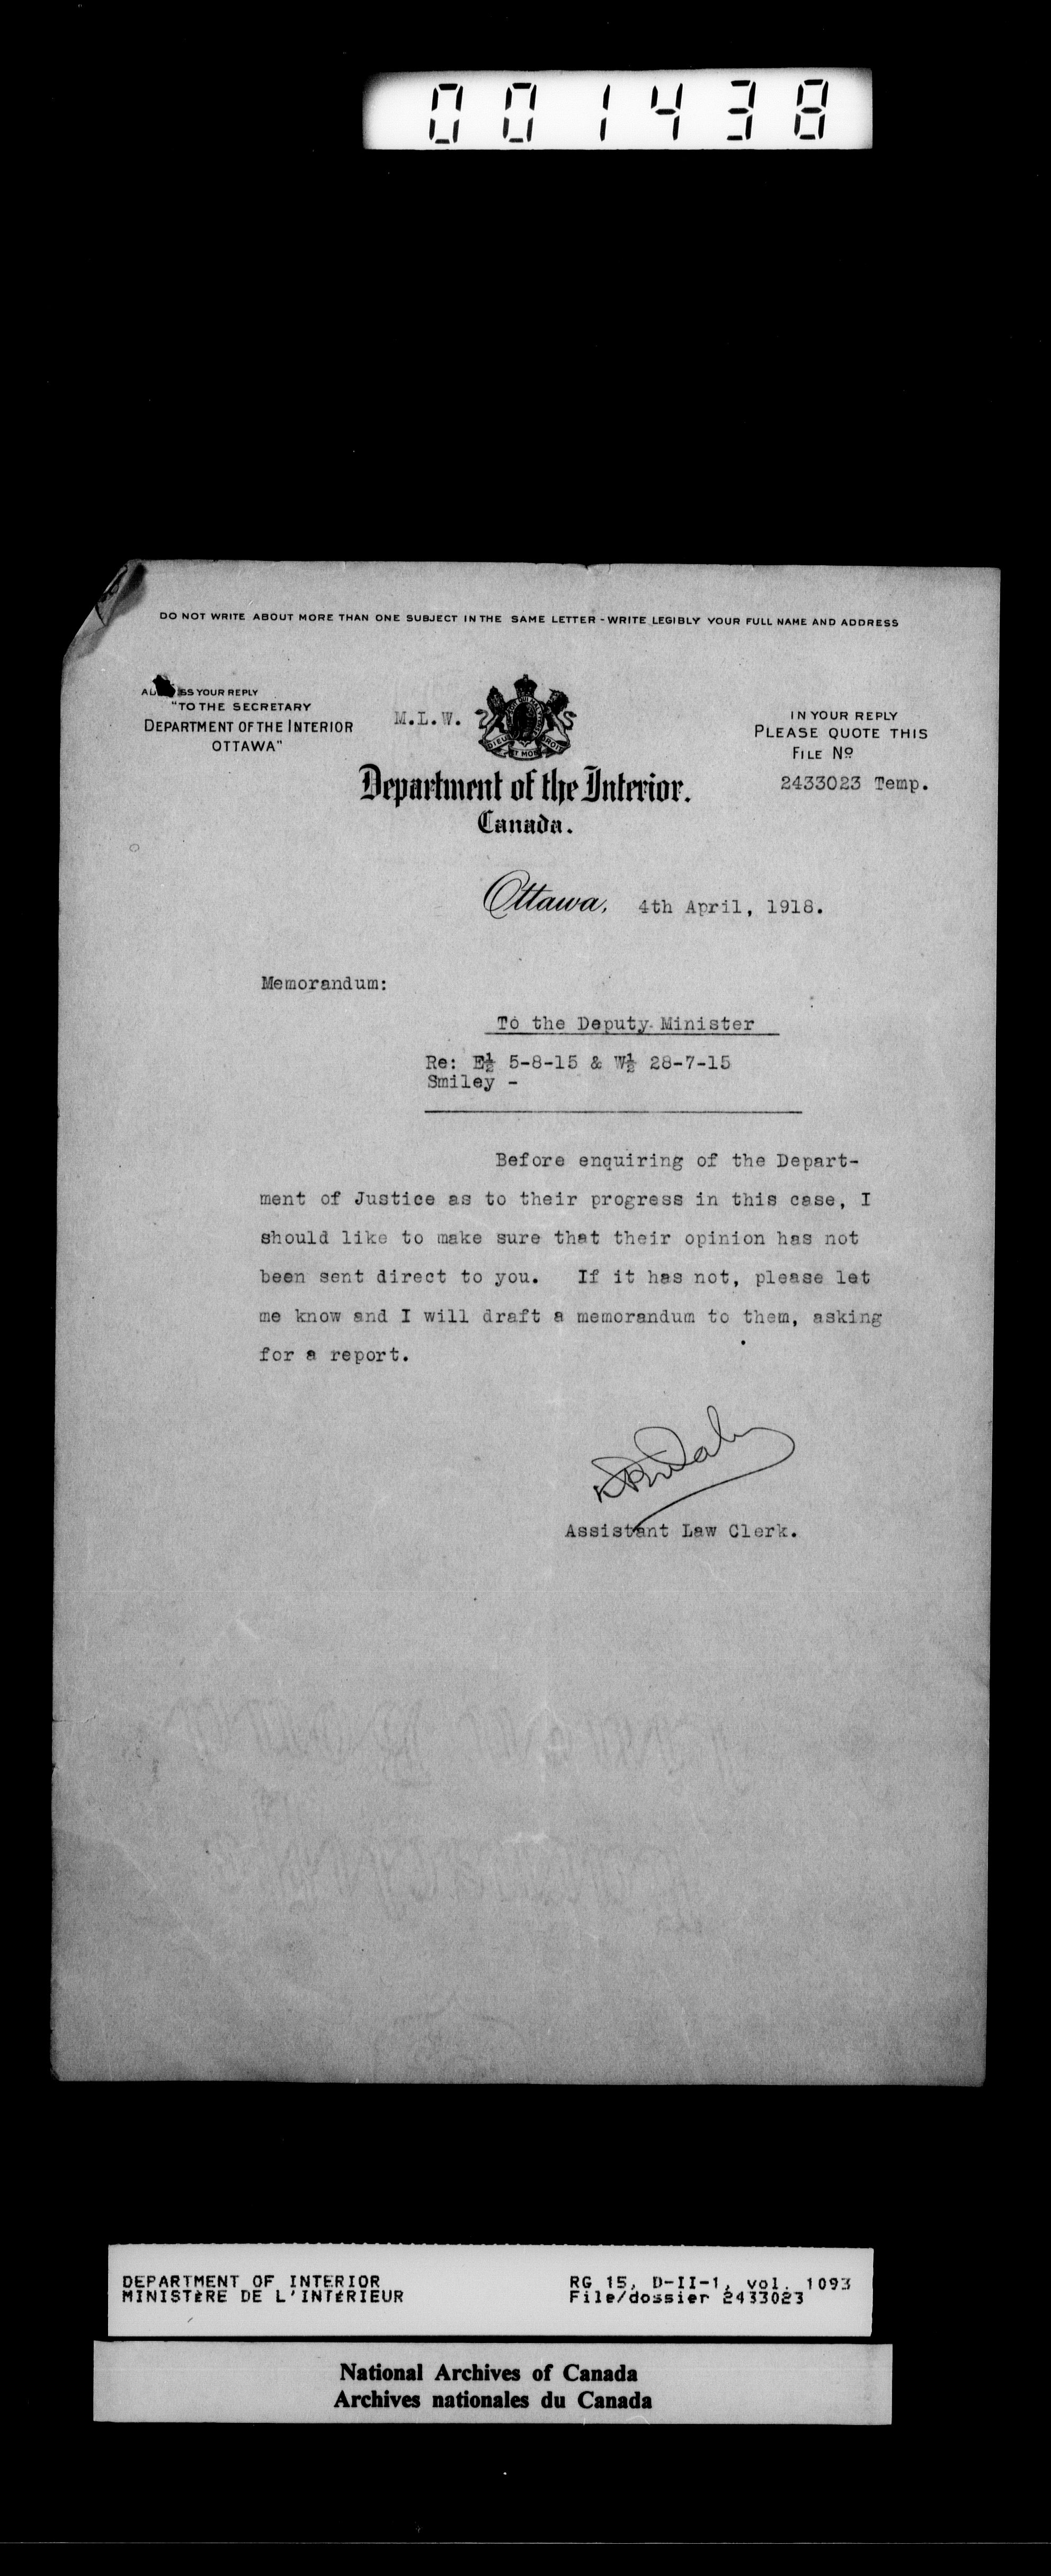 001438
DO NOT WRITE ABOUT MORE THAN ONE SUBJECT IN THE SAME LETTER - WRITE LEGIBLY YOUR FULL NAME AND ADDRESS
SS YOUR REPLY
"TO THE SECRETARY
DEPARTMENT OF THE INTERIOR
OTTAWA"
M.L.W.
DIEU ET MON DROIT
IN YOUR REPLY
PLEASE QUOTE THIS
FILE No
2433023 Temp.
Department of the Interior.
Canada.
Ottawa, 4th April, 1918.
Memorandum:
To the Deputy Minister
Re: E½ 5-8-15 & W½ 28-7-15
Smiley -
Before enquiring of the Depart-
ment of Justice as to their progress in this case, I
should like to make sure that their opinion has not
been sent direct to you. If it has not, please let
me know and I will draft a memorandum to them, asking
for a report.
Assistant Law Clerk.
DEPARTMENT OF INTERIOR
MINISTÈRE DE L'INTÉRIEUR
RG 15, D-II-1, vol. 1093
File/dossier 2433023
National Archives of Canada
Archives nationales du Canada